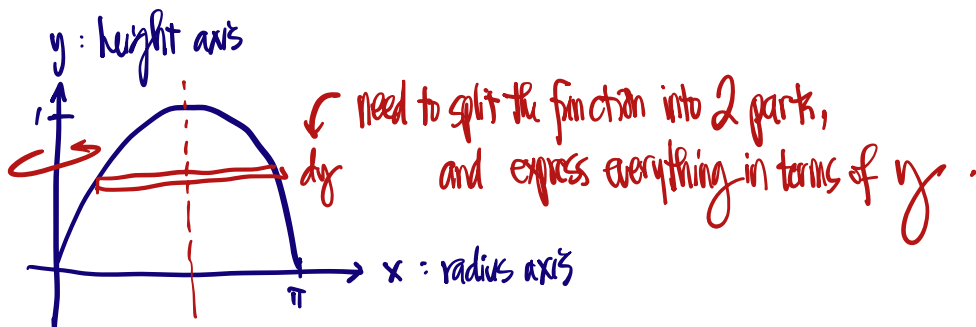 y : height axis
1
need to split the function into 2 part,
dy
and express everything in terms of y.
x : radius axis
π